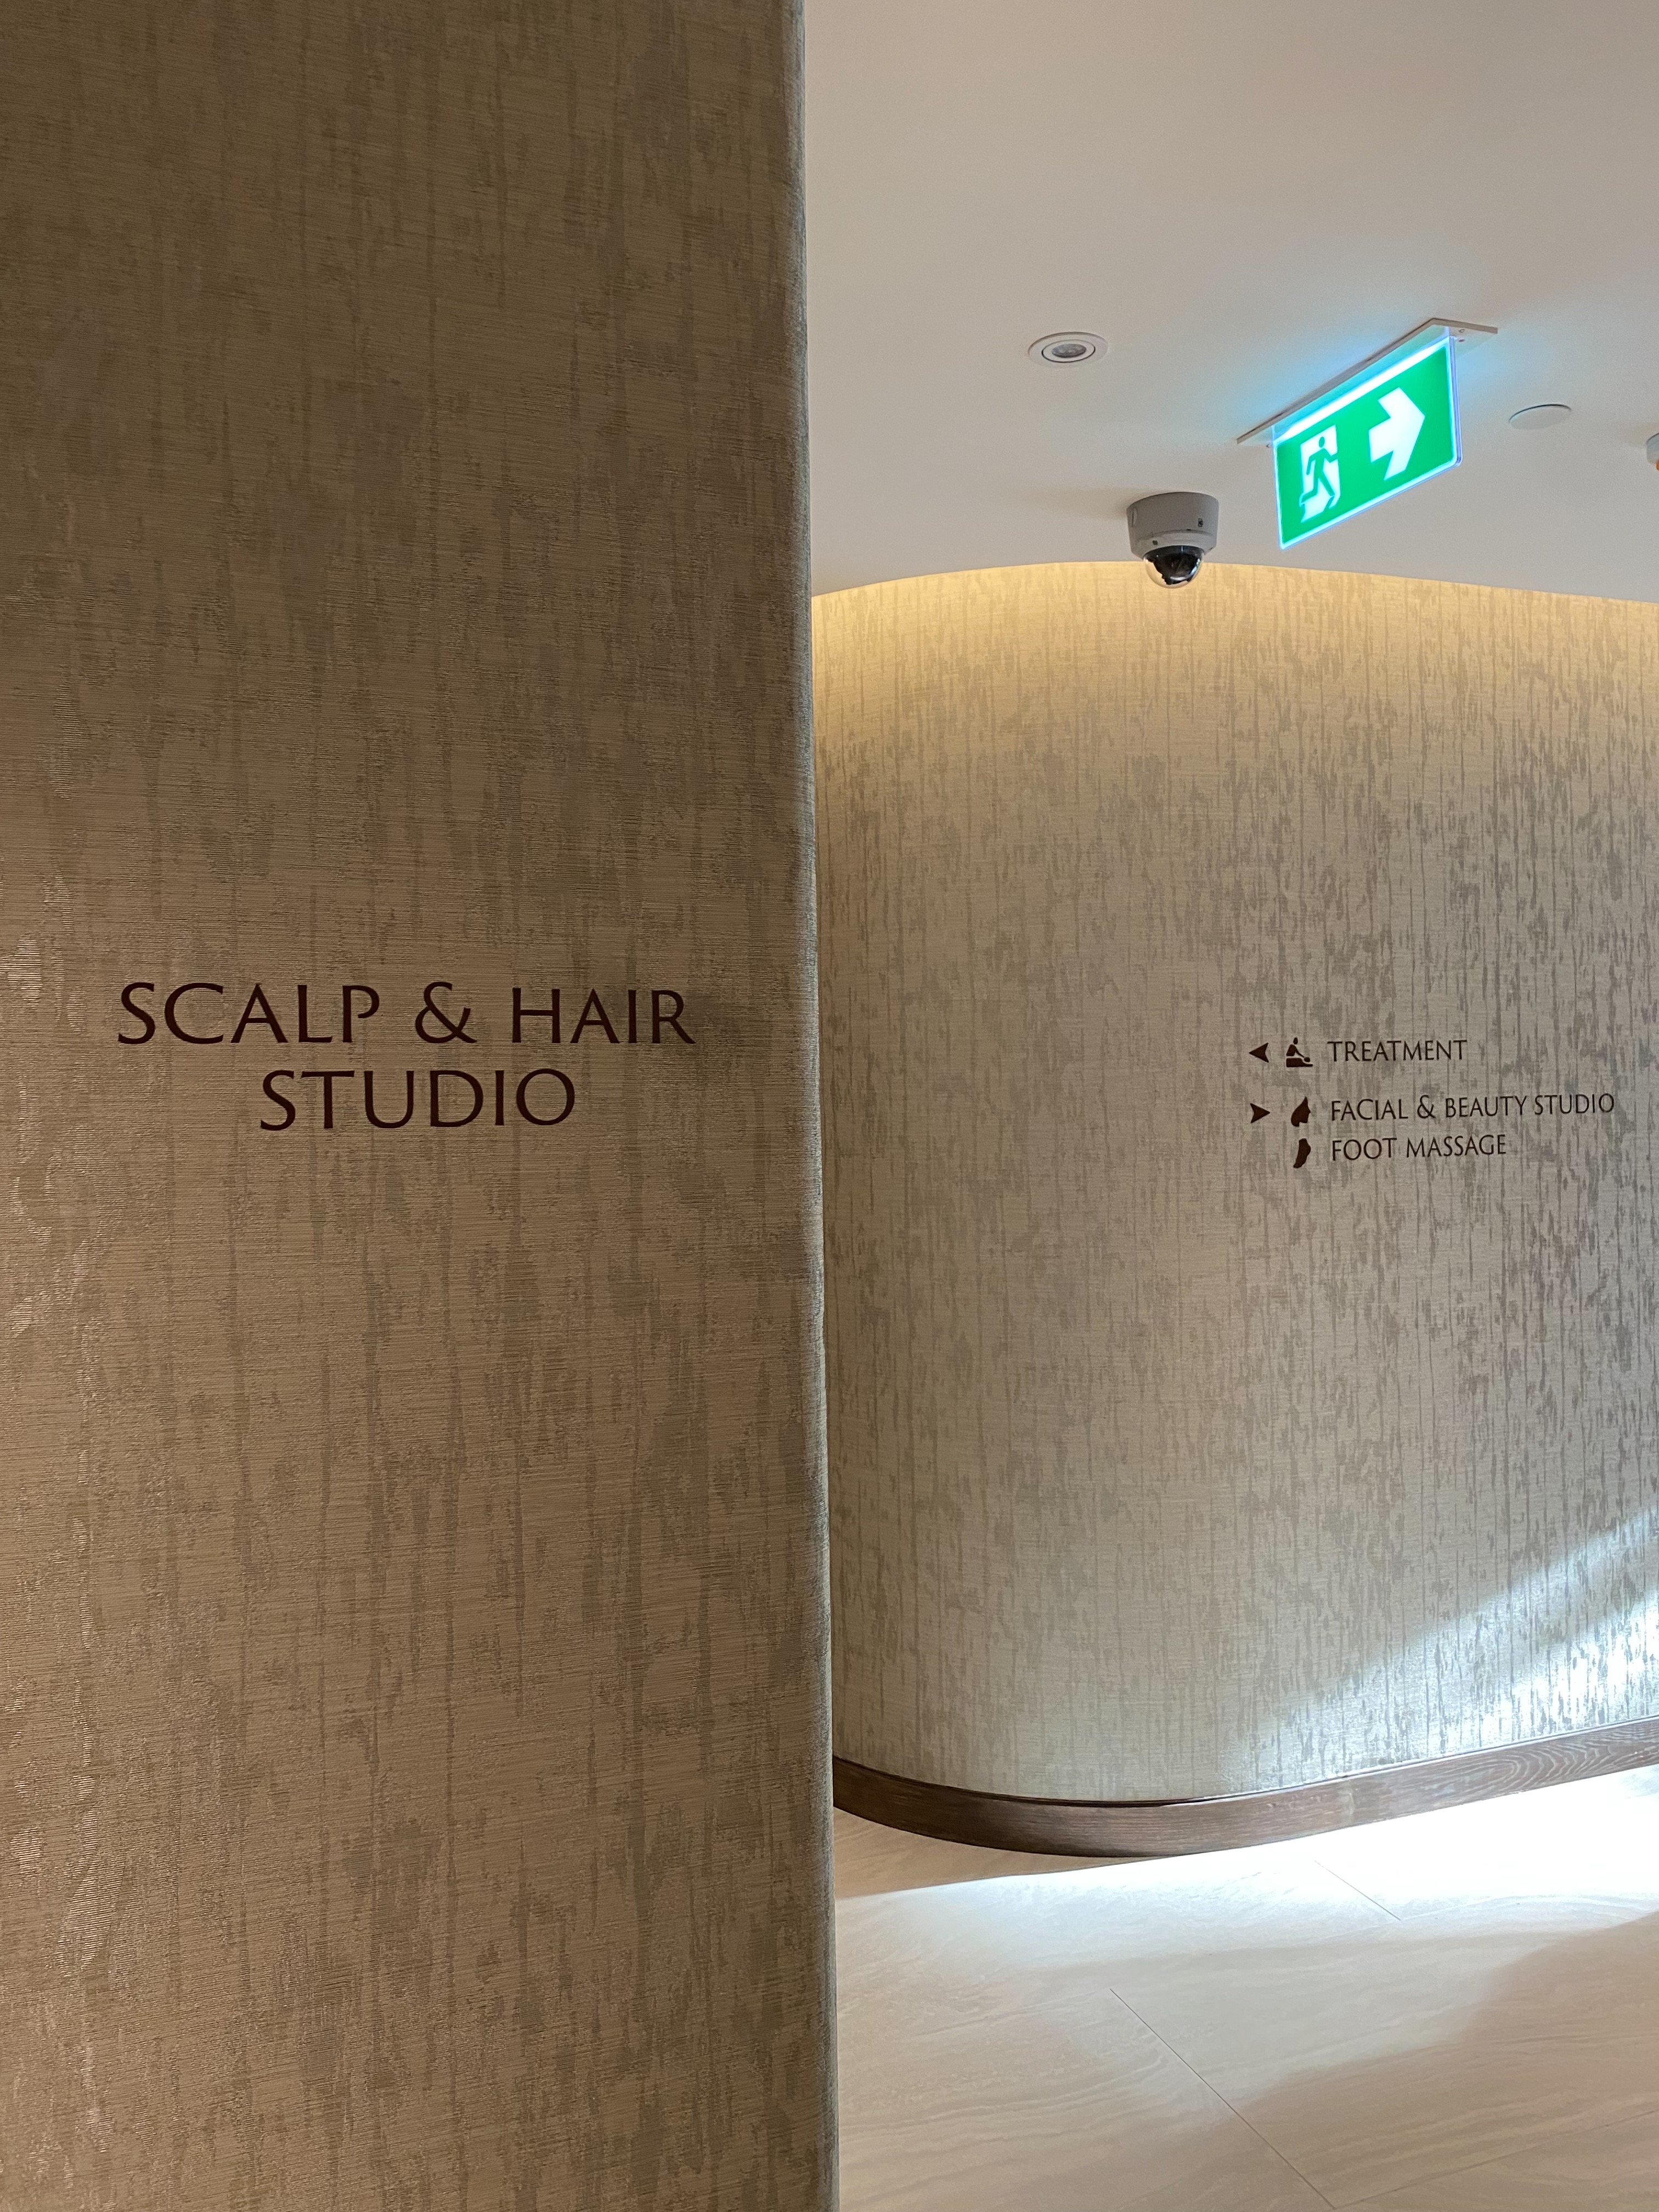 SCALP & HAIR
STUDIO
TREATMENT
FACIAL & BEAUTY STUDIO
FOOT MASSAGE